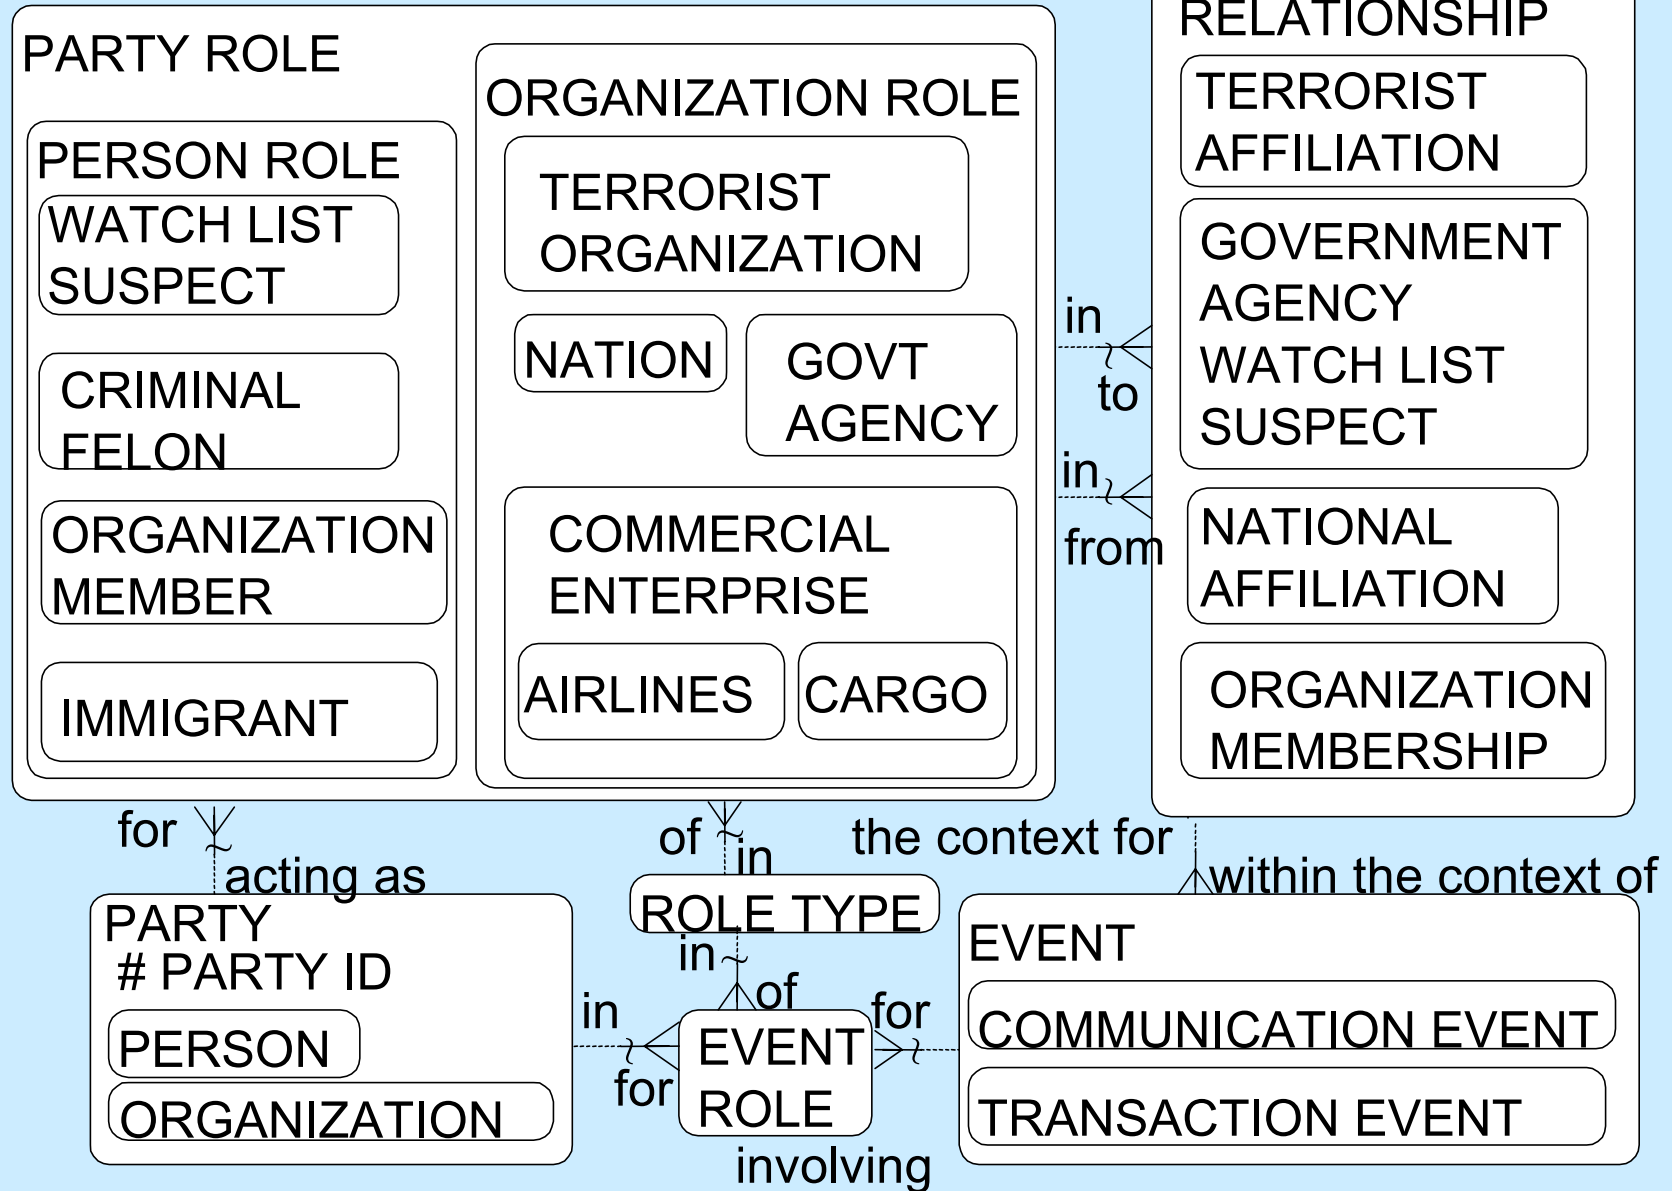 PARTY ROLE
PERSON ROLE
WATCH LIST
SUSPECT
CRIMINAL
FELON
ORGANIZATION
MEMBER
IMMIGRANT
ORGANIZATION ROLE
TERRORIST
ORGANIZATION
NATION
GOVT
AGENCY
COMMERCIAL
ENTERPRISE
AIRLINES
CARGO
in
to
in
from
RELATIONSHIP
TERRORIST
AFFILIATION
GOVERNMENT
AGENCY
WATCH LIST
SUSPECT
NATIONAL
AFFILIATION
ORGANIZATION
MEMBERSHIP
for
acting as
of
in
the context for
within the context of
PARTY
# PARTY ID
PERSON
ORGANIZATION
ROLE TYPE
in
of
in
for
EVENT
ROLE
for
involving
EVENT
COMMUNICATION EVENT
TRANSACTION EVENT